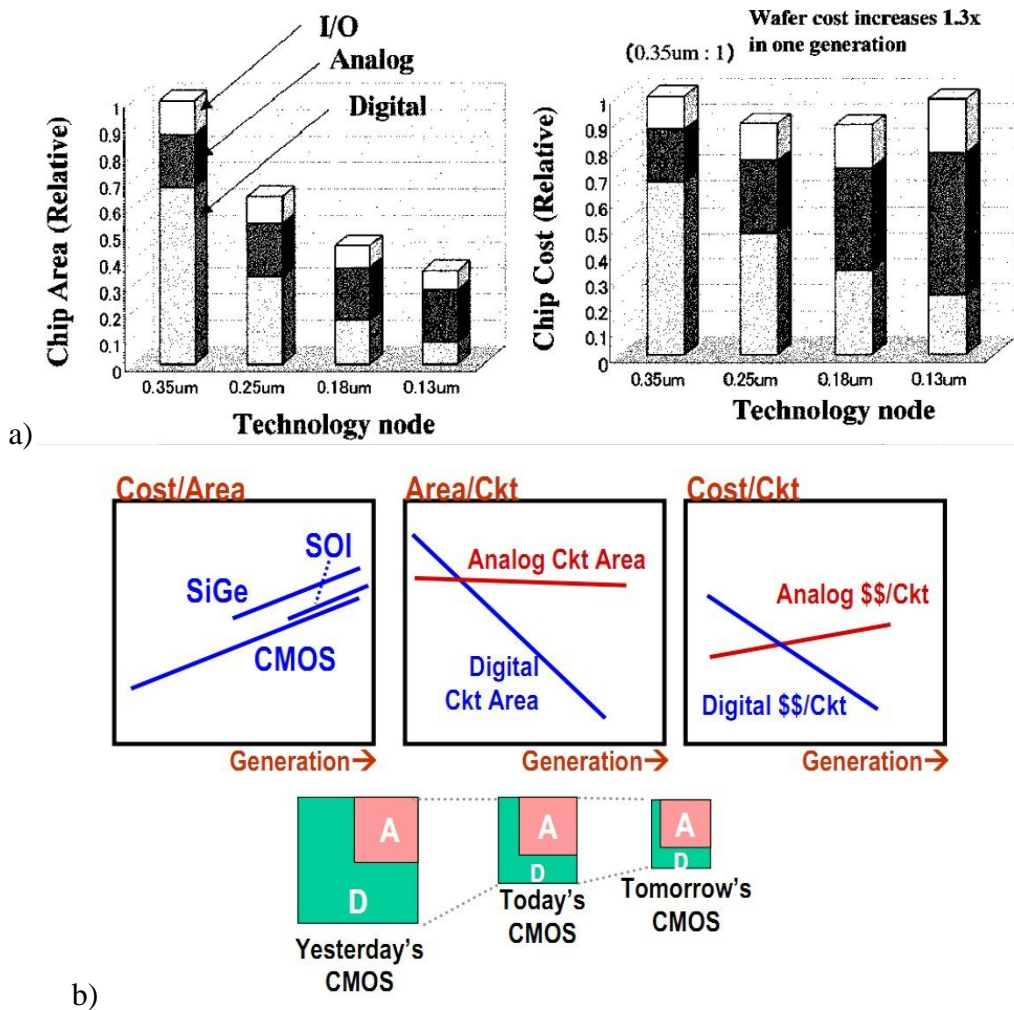 I/O
Analog
Digital
Chip Area (Relative)
1
0.9
0.8
0.7
0.6
0.5
0.4
0.3
0.2
0.1
0
0.35um 0.25um 0.18um 0.13um
Technology node
Wafer cost increases 1.3x
in one generation
(0.35um : 1)
Chip Cost (Relative)
1
0.9
0.8
0.7
0.6
0.5
0.4
0.3
0.2
0.1
0
0.35um 0.25um 0.18um 0.13um
Technology node
a)
Cost/Area
SOI
SiGe
CMOS
Generation→
Area/Ckt
Analog Ckt Area
Digital
Ckt Area
Generation→
Cost/Ckt
Analog $$/Ckt
Digital $$/Ckt
Generation→
A
D
Yesterday's
CMOS
A
D
Today's
CMOS
A
D
Tomorrow's
CMOS
b)